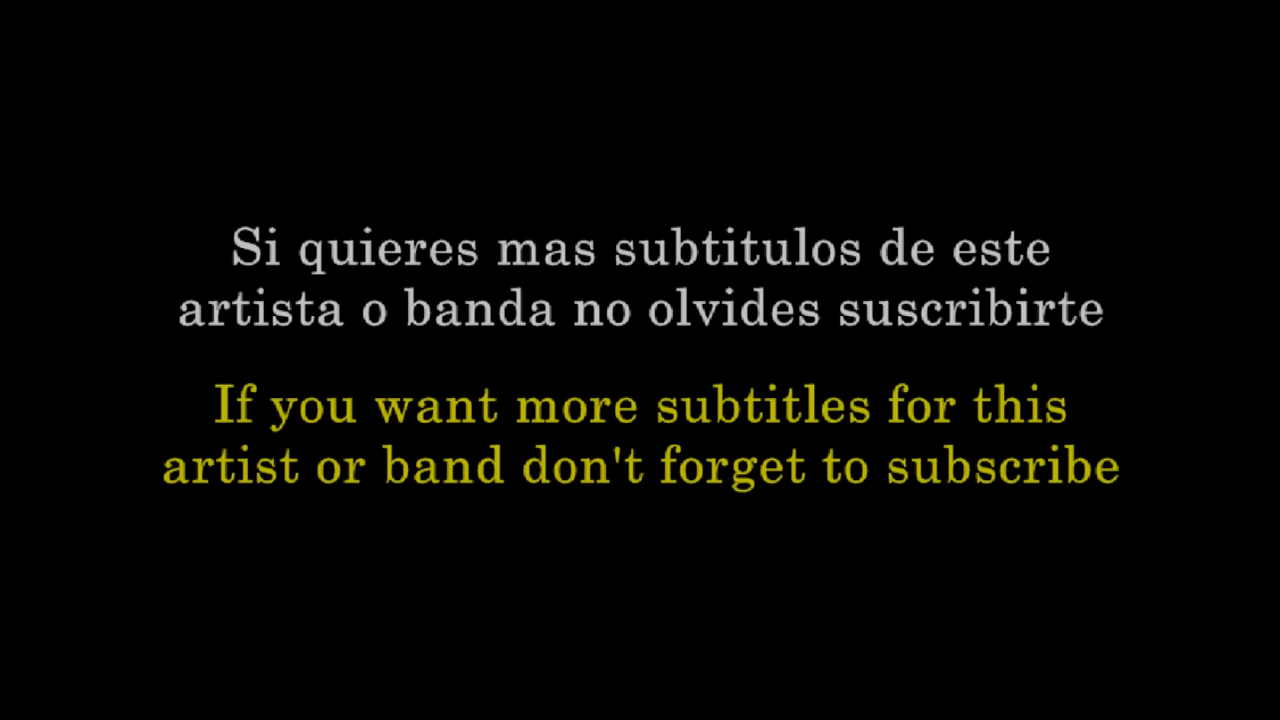 Si quieres mas subtitulos de este
artista o banda no olvides suscribirte
If you want more subtitles for this
artist or band don't forget to subscribe